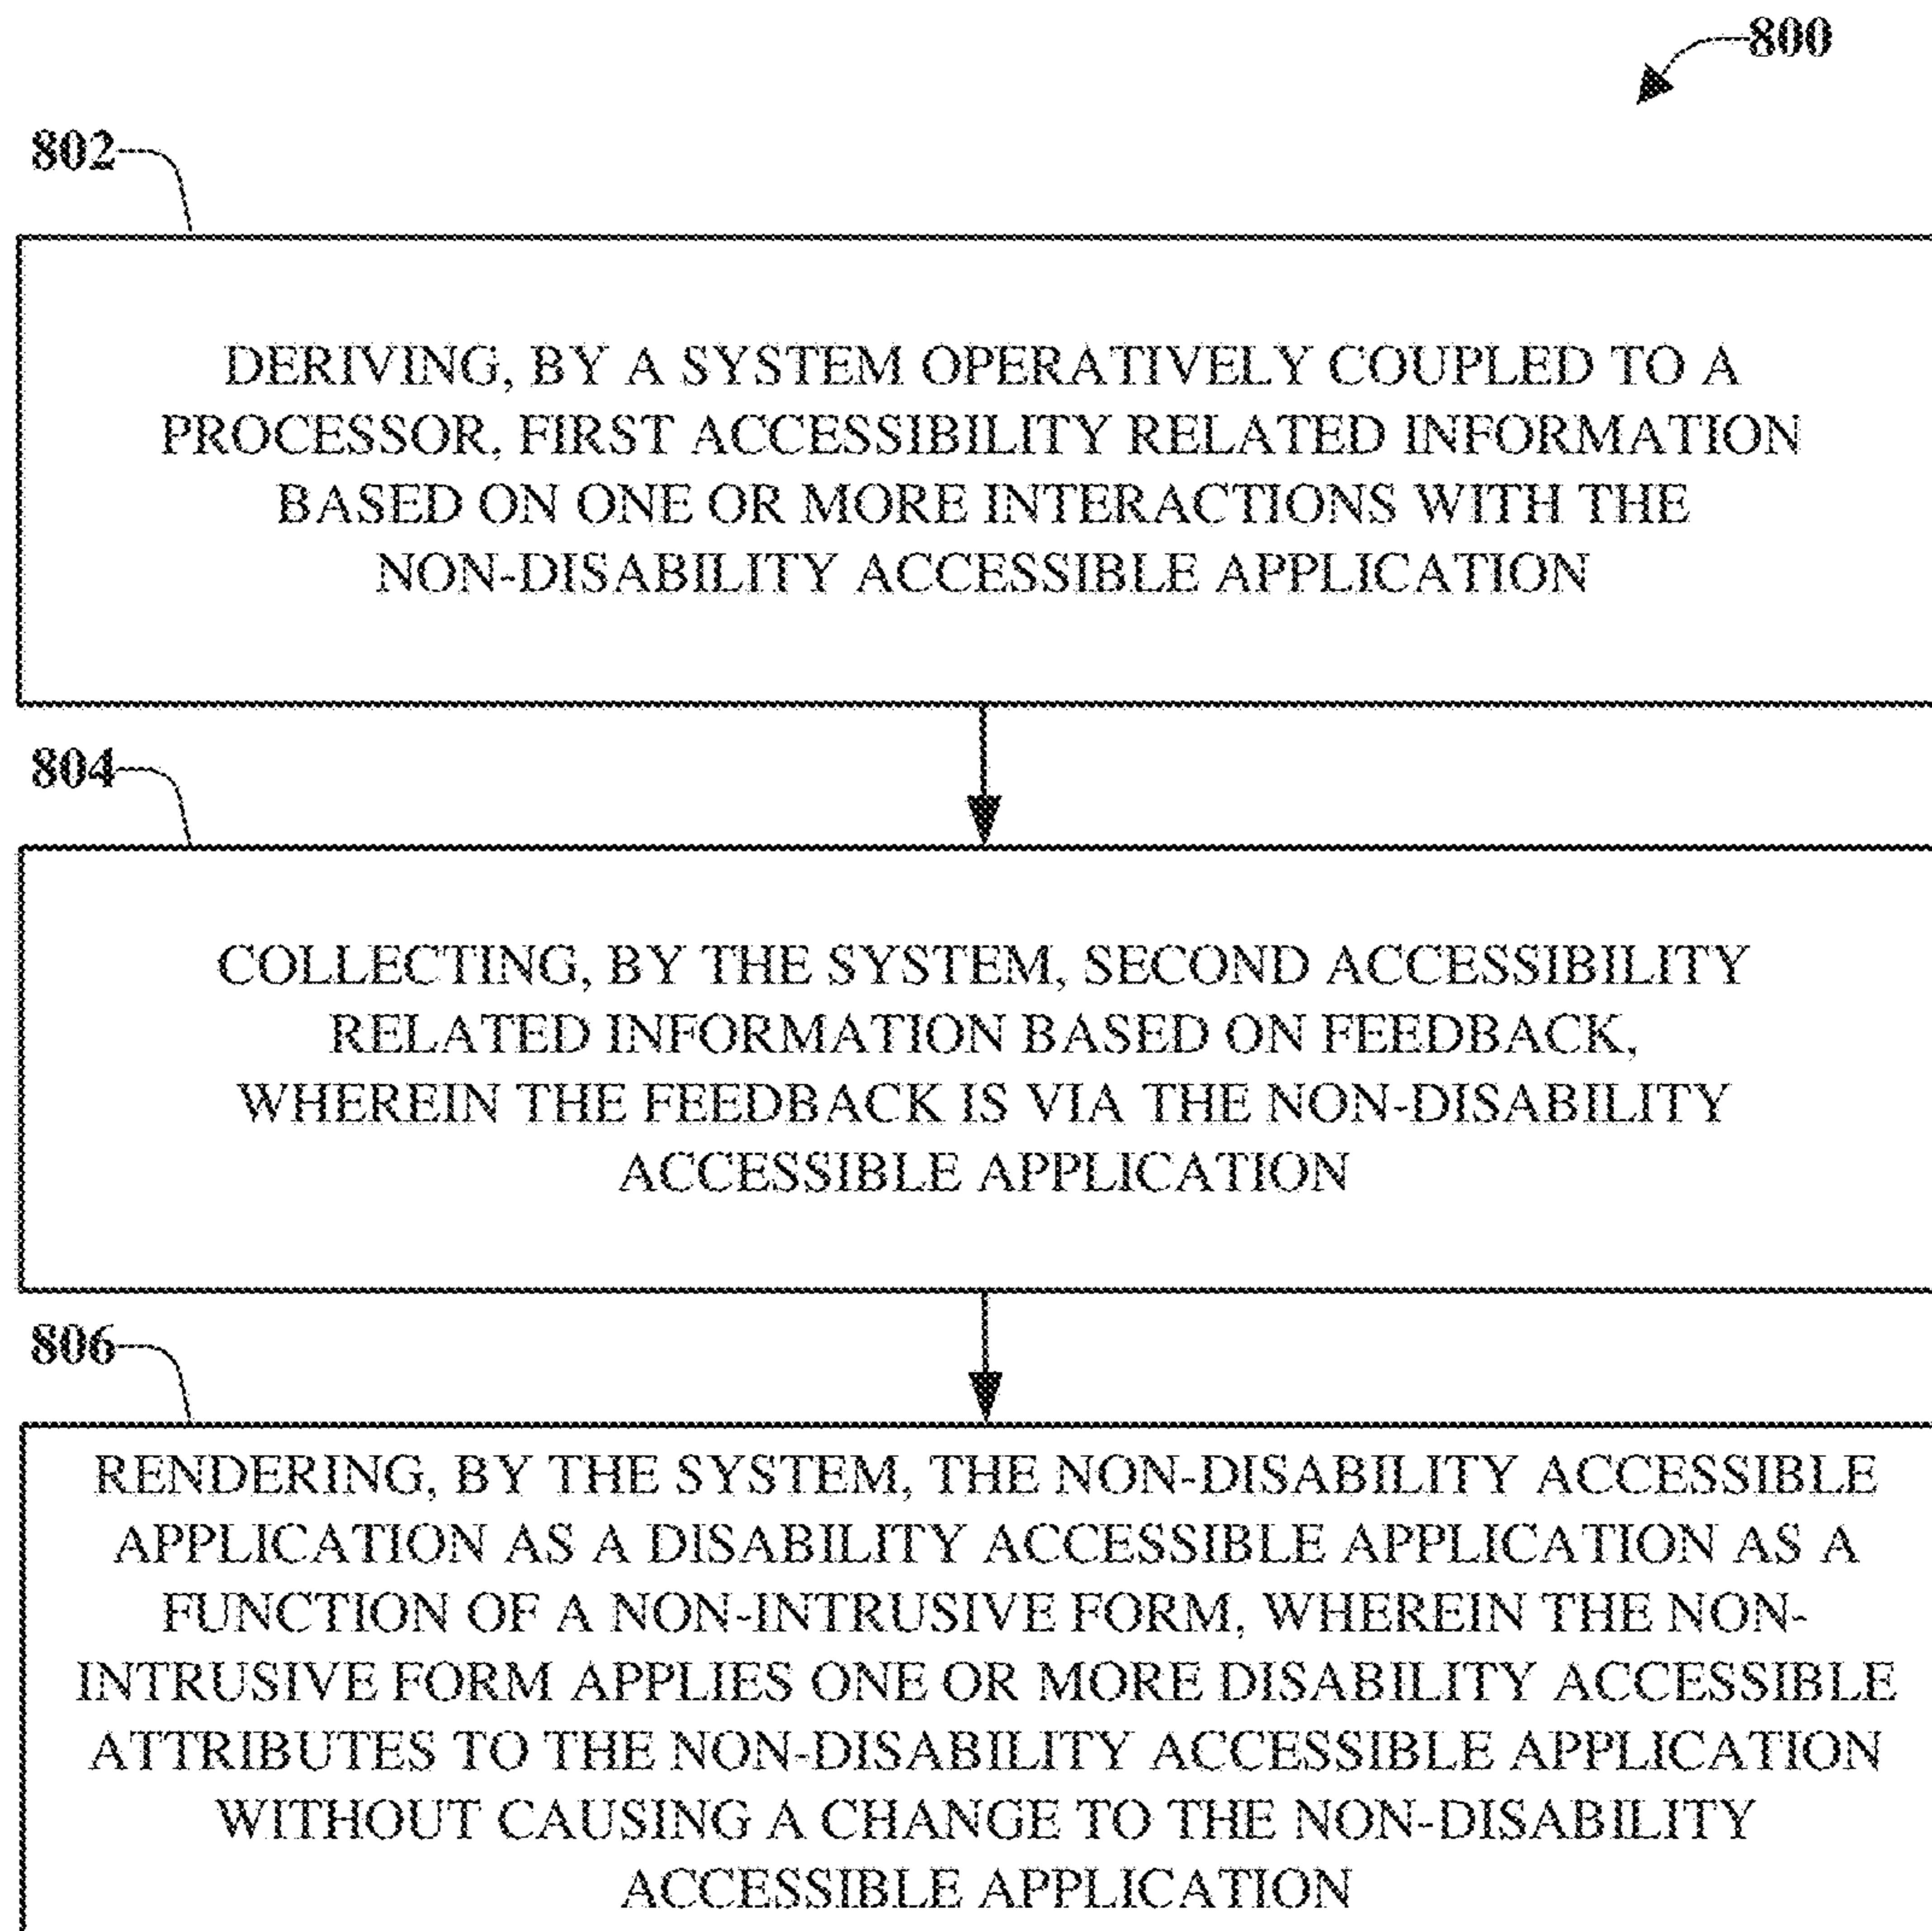 800
802
DERIVING, BY A SYSTEM OPERATIVELY COUPLED TO A
PROCESSOR, FIRST ACCESSIBILITY RELATED INFORMATION
BASED ON ONE OR MORE INTERACTIONS WITH THE
NON-DISABILITY ACCESSIBLE APPLICATION
804
COLLECTING, BY THE SYSTEM, SECOND ACCESSIBILITY
RELATED INFORMATION BASED ON FEEDBACK,
WHEREIN THE FEEDBACK IS VIA THE NON-DISABILITY
ACCESSIBLE APPLICATION
806
RENDERING, BY THE SYSTEM, THE NON-DISABILITY ACCESSIBLE
APPLICATION AS A DISABILITY ACCESSIBLE APPLICATION AS A
FUNCTION OF A NON-INTRUSIVE FORM, WHEREIN THE NON-
INTRUSIVE FORM APPLIES ONE OR MORE DISABILITY ACCESSIBLE
ATTRIBUTES TO THE NON-DISABILITY ACCESSIBLE APPLICATION
WITHOUT CAUSING A CHANGE TO THE NON-DISABILITY
ACCESSIBLE APPLICATION